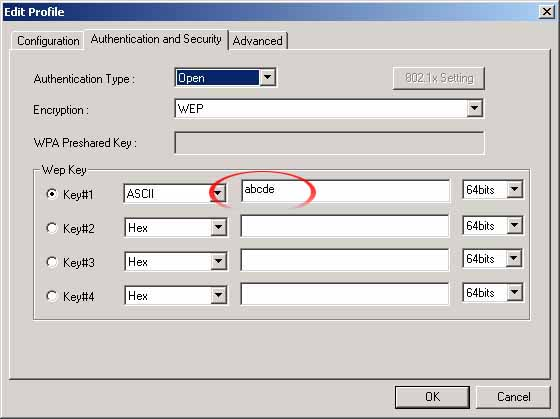 Edit Profile
Configuration Authentication and Security Advanced
Authentication Type : Open 802.1x Setting
Encryption : WEP
WPA Preshared Key :
Wep Key
Key#1 ASCII abcde 64bits
Key#2 Hex 64bits
Key#3 Hex 64bits
Key#4 Hex 64bits
OK Cancel